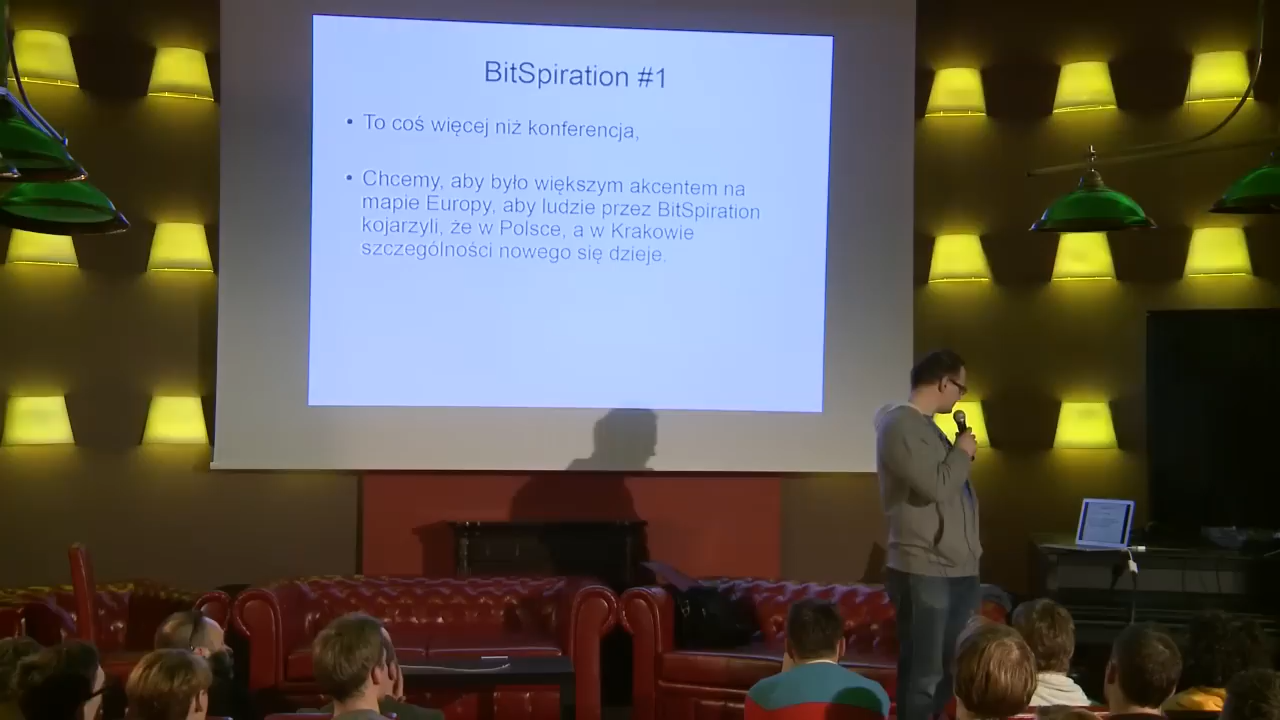 BitSpiration #1
• To coś więcej niż konferencja,
• Chcemy, aby było większym akcentem na
mapie Europy, aby ludzie przez BitSpiration
kojarzyli, że w Polsce, a w Krakowie
szczególności nowego się dzieje.